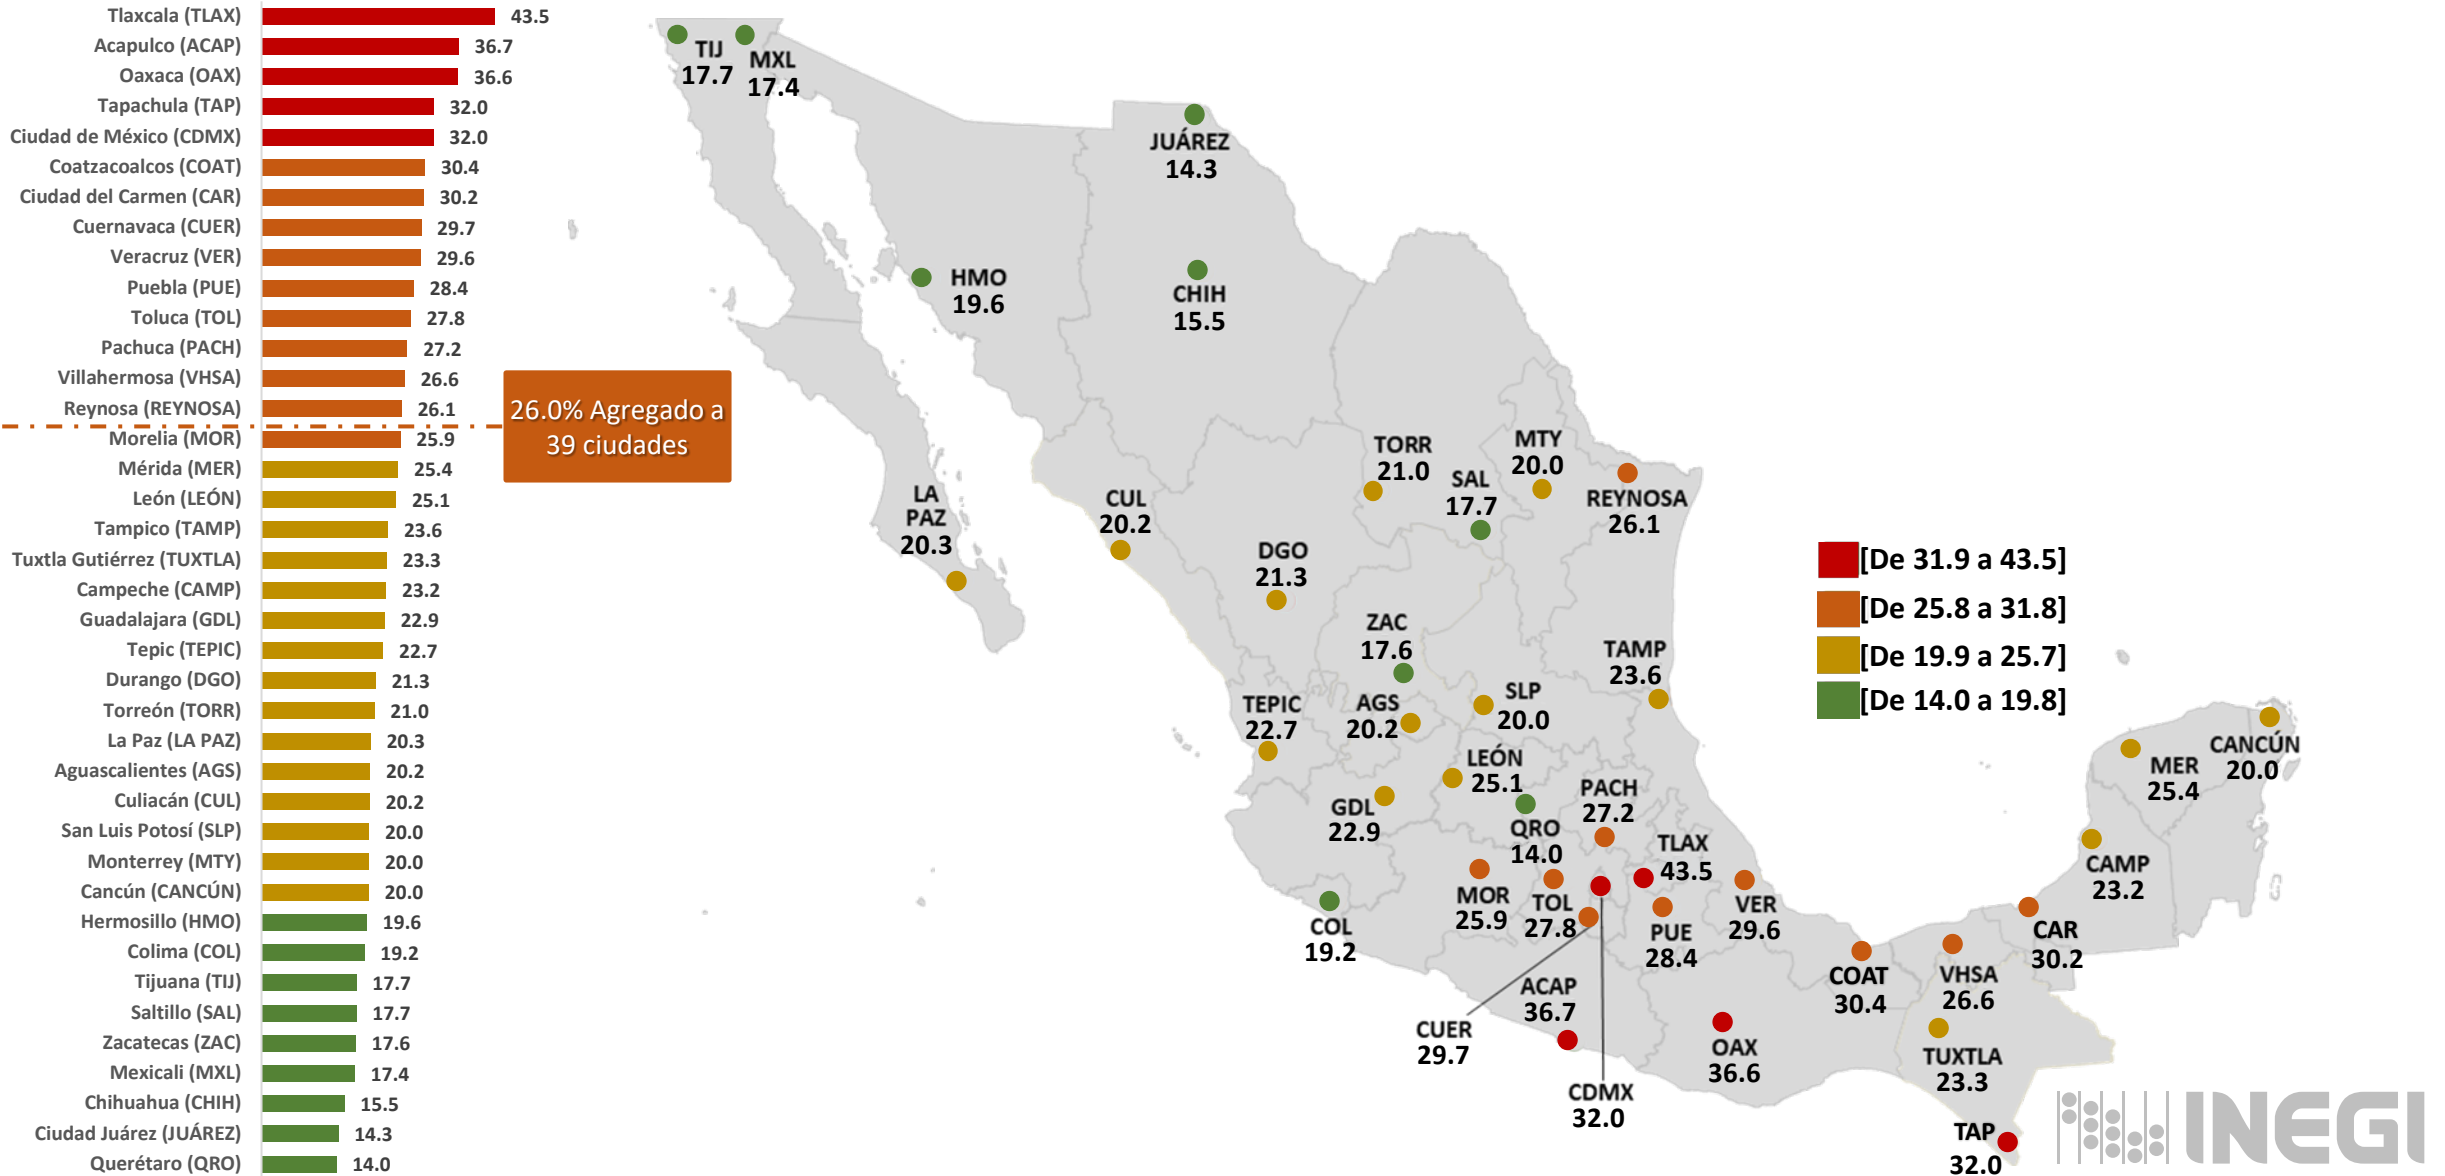 Tlaxcala (TLAX) 43.5
Acapulco (ACAP) 36.7
Oaxaca (OAX) 36.6
Tapachula (TAP) 32.0
Ciudad de México (CDMX) 32.0
Coatzacoalcos (COAT) 30.4
Ciudad del Carmen (CAR) 30.2
Cuernavaca (CUER) 29.7
Veracruz (VER) 29.6
Puebla (PUE) 28.4
Toluca (TOL) 27.8
Pachuca (PACH) 27.2
Villahermosa (VHSA) 26.6
Reynosa (REYNOSA) 26.1
Morelia (MOR) 25.9
Mérida (MER) 25.4
León (LEÓN) 25.1
Tampico (TAMP) 23.6
Tuxtla Gutiérrez (TUXTLA) 23.3
Campeche (CAMP) 23.2
Guadalajara (GDL) 22.9
Tepic (TEPIC) 22.7
Durango (DGO) 21.3
Torreón (TORR) 21.0
La Paz (LA PAZ) 20.3
Aguascalientes (AGS) 20.2
Culiacán (CUL) 20.2
San Luis Potosí (SLP) 20.0
Monterrey (MTY) 20.0
Cancún (CANCÚN) 20.0
Hermosillo (HMO) 19.6
Colima (COL) 19.2
Tijuana (TIJ) 17.7
Saltillo (SAL) 17.7
Zacatecas (ZAC) 17.6
Mexicali (MXL) 17.4
Chihuahua (CHIH) 15.5
Ciudad Juárez (JUÁREZ) 14.3
Querétaro (QRO) 14.0
26.0% Agregado a
39 ciudades
TIJ
17.7
MXL
17.4
JUÁREZ
14.3
HMO
19.6
CHIH
15.5
LA
PAZ
20.3
CUL
20.2
TORR
21.0
SAL
17.7
MTY
20.0
REYNOSA
26.1
DGO
21.3
ZAC
17.6
TAMP
23.6
TEPIC
22.7
AGS
20.2
SLP
20.0
LEÓN
25.1
GDL
22.9
QRO
14.0
PACH
27.2
TLAX
43.5
MOR
25.9
TOL
27.8
PUE
28.4
VER
29.6
COL
19.2
ACAP
36.7
CUER
29.7
CDMX
32.0
OAX
36.6
COAT
30.4
VHSA
26.6
CAR
30.2
CAMP
23.2
MER
25.4
CANCÚN
20.0
TUXTLA
23.3
TAP
32.0
[De 31.9 a 43.5]
[De 25.8 a 31.8]
[De 19.9 a 25.7]
[De 14.0 a 19.8]
INEGI